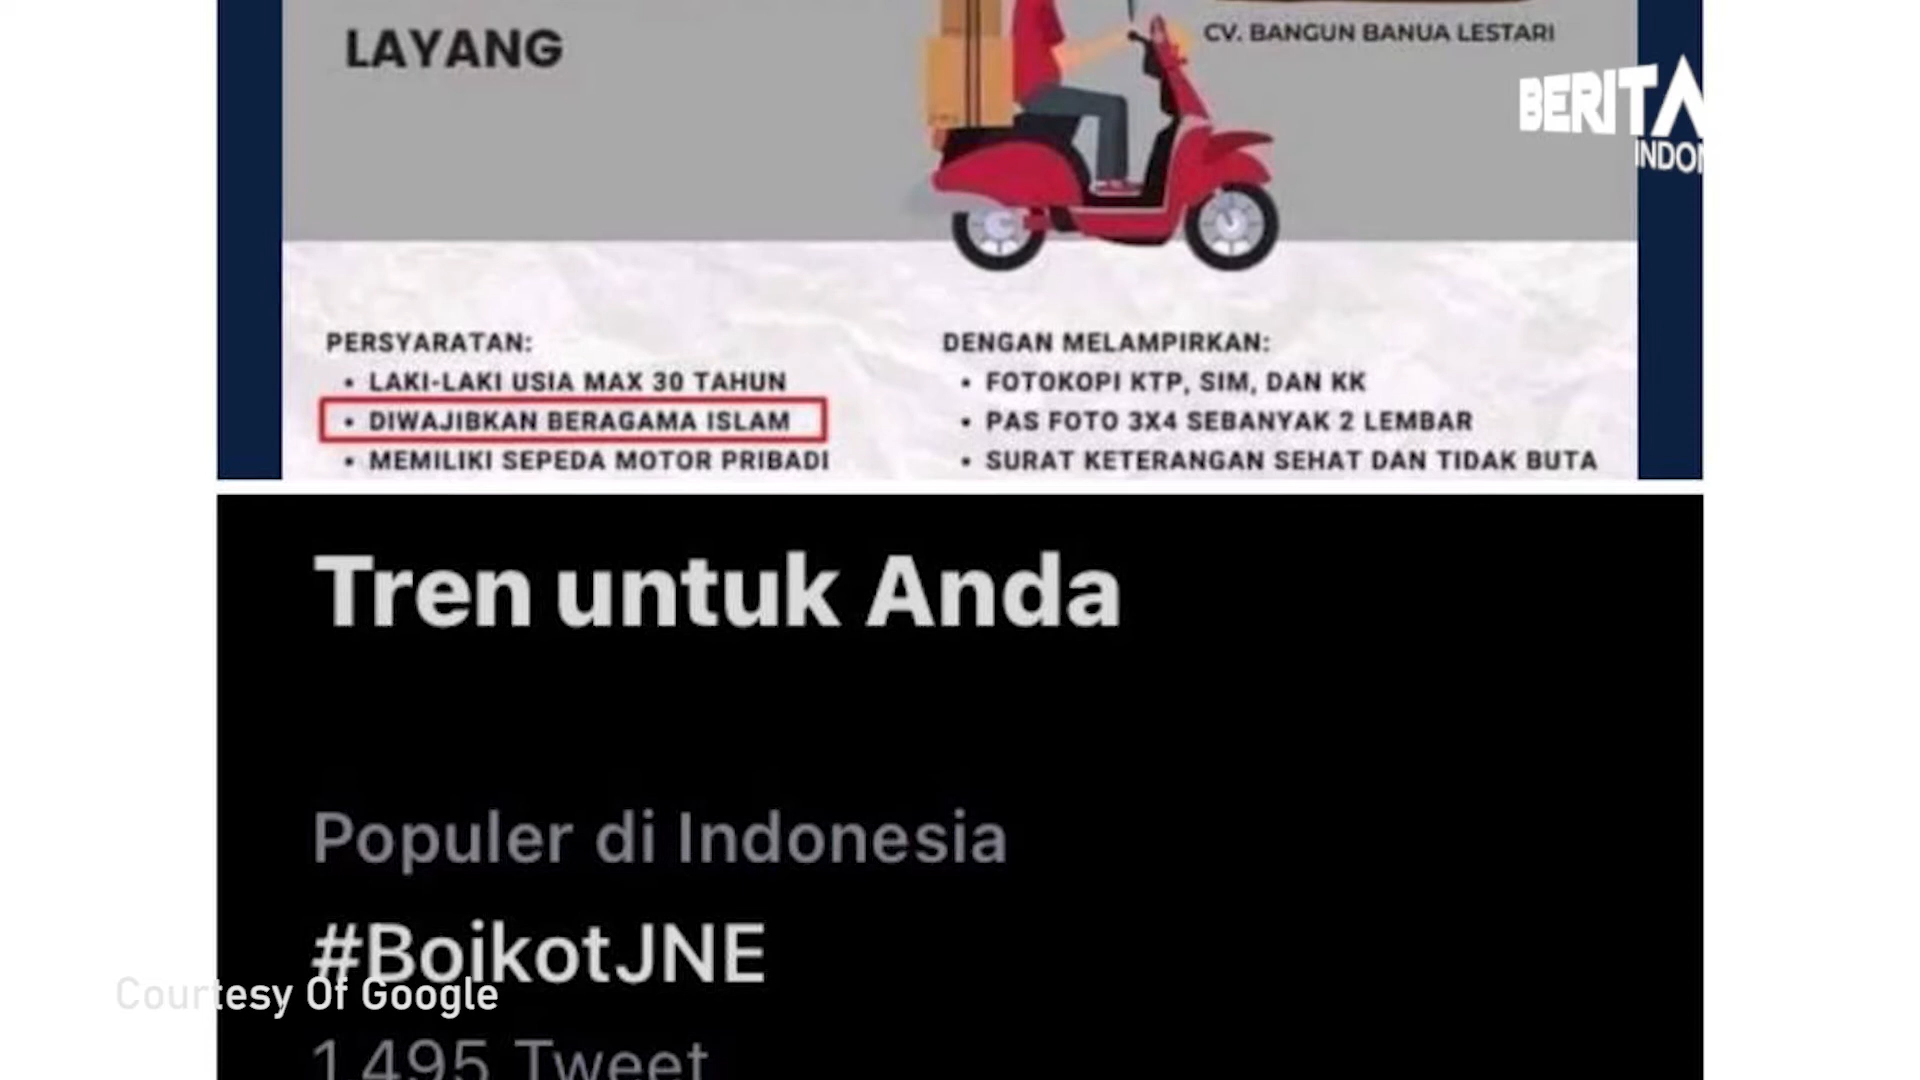 LAYANG
CV. BANGUN BANUA LESTARI
BERITA
INDON
PERSYARATAN:
• LAKI-LAKI USIA MAX 30 TAHUN
• DIWAJIBKAN BERAGAMA ISLAM
• MEMILIKI SEPEDA MOTOR PRIBADI
DENGAN MELAMPIRKAN:
• FOTOKOPI KTP, SIM, DAN KK
• PAS FOTO 3X4 SEBANYAK 2 LEMBAR
• SURAT KETERANGAN SEHAT DAN TIDAK BUTA
Tren untuk Anda
Populer di Indonesia
#BoikotJNE
Courtesy Of Google
1.495 Tweet